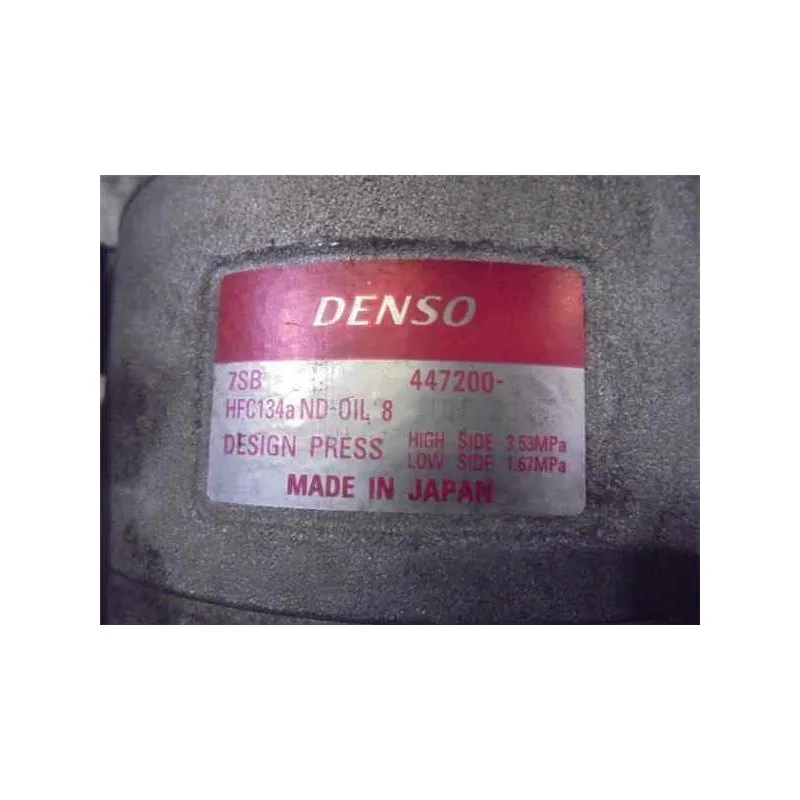 DENSO
7SB 447200-
HFC134a ND-OIL 8
DESIGN PRESS HIGH SIDE 3.53MPa
LOW SIDE 1.67MPa
MADE IN JAPAN